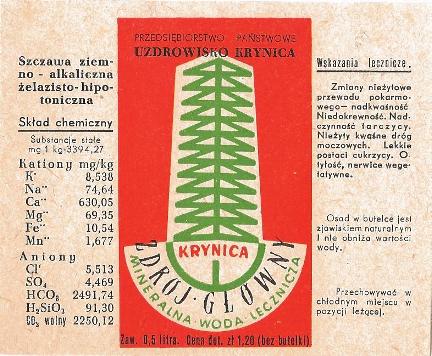 PRZEDSIĘBIORSTWO PAŃSTWOWE
UZDROWISKO KRYNICA
Szczawa ziem-
no - alkaliczna
żelazisto-hipo-
toniczna
Skład chemiczny
Substancje stałe
mg 1 kg-3394,27
Kationy mg/kg
K· 8,538
Na·· 74,64
Ca·· 630,05
Mg·· 69,35
Fe·· 10,54
Mn·· 1,677
Aniony
Cl' 5,513
SO₄ 4,469
HCO₃ 2491,74
H₂SiO₃ 91,30
CO₂ wolny 2250,12
KRYNICA
ZDRÓJ·GŁÓWNY
MINERALNA·WODA·LECZNICZA
Zaw. 0,5 litra. Cena det. zł 1,20 (bez butelki)
Wskazania lecznicze.
Zmiany nieżytowe
przewodu pokarmo-
wego— nadkwaśność
Niedokrewność. Nad-
czynność tarczycy.
Nieżyty kwaśne dróg
moczowych. Lekkie
postaci cukrzycy. O-
tyłość, nerwice wege-
tatywne.
Osad w butelce jest
zjawiskiem naturalnym
i nie obniża wartości
wody.
Przechowywać w
chłodnym miejscu w
pozycji leżącej.